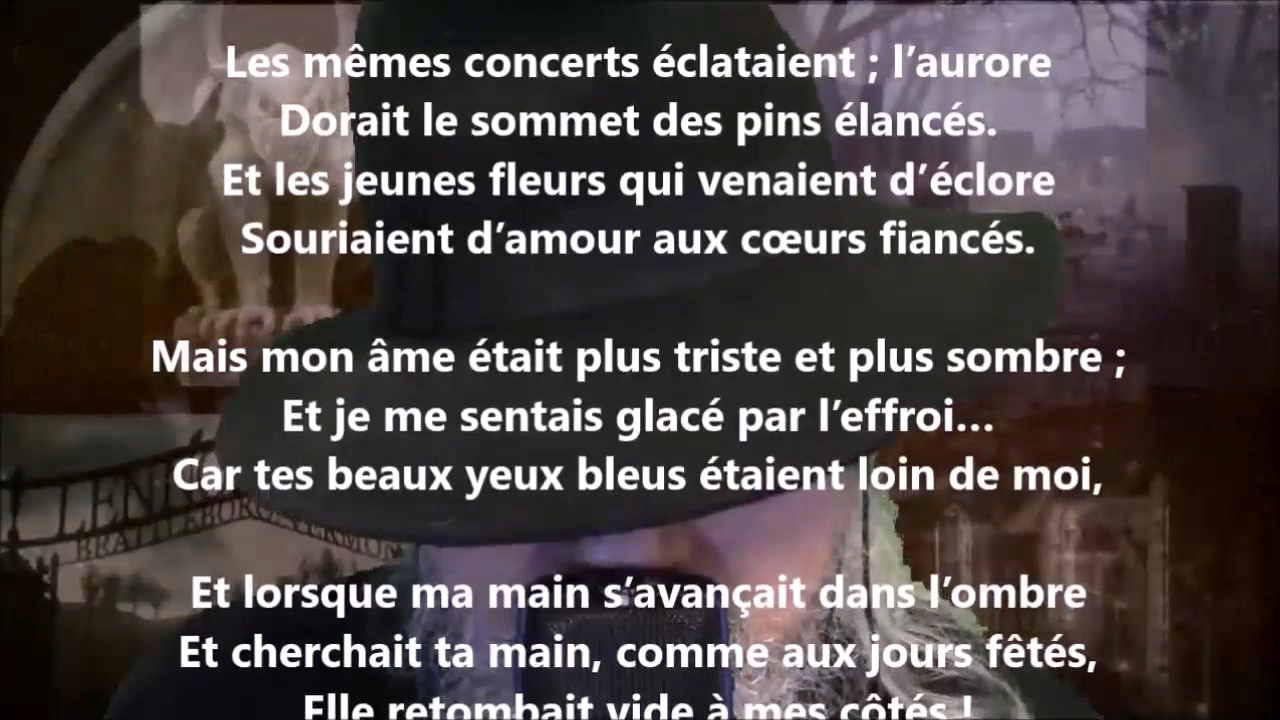 Les mêmes concerts éclataient ; l’aurore
Dorait le sommet des pins élancés.
Et les jeunes fleurs qui venaient d’éclore
Souriaient d’amour aux cœurs fiancés.
Mais mon âme était plus triste et plus sombre ;
Et je me sentais glacé par l’effroi…
Car tes beaux yeux bleus étaient loin de moi,
Et lorsque ma main s’avançait dans l’ombre
Et cherchait ta main, comme aux jours fêtés,
Elle retombait vide à mes côtés !
BRATTLEBORO, VERMONT